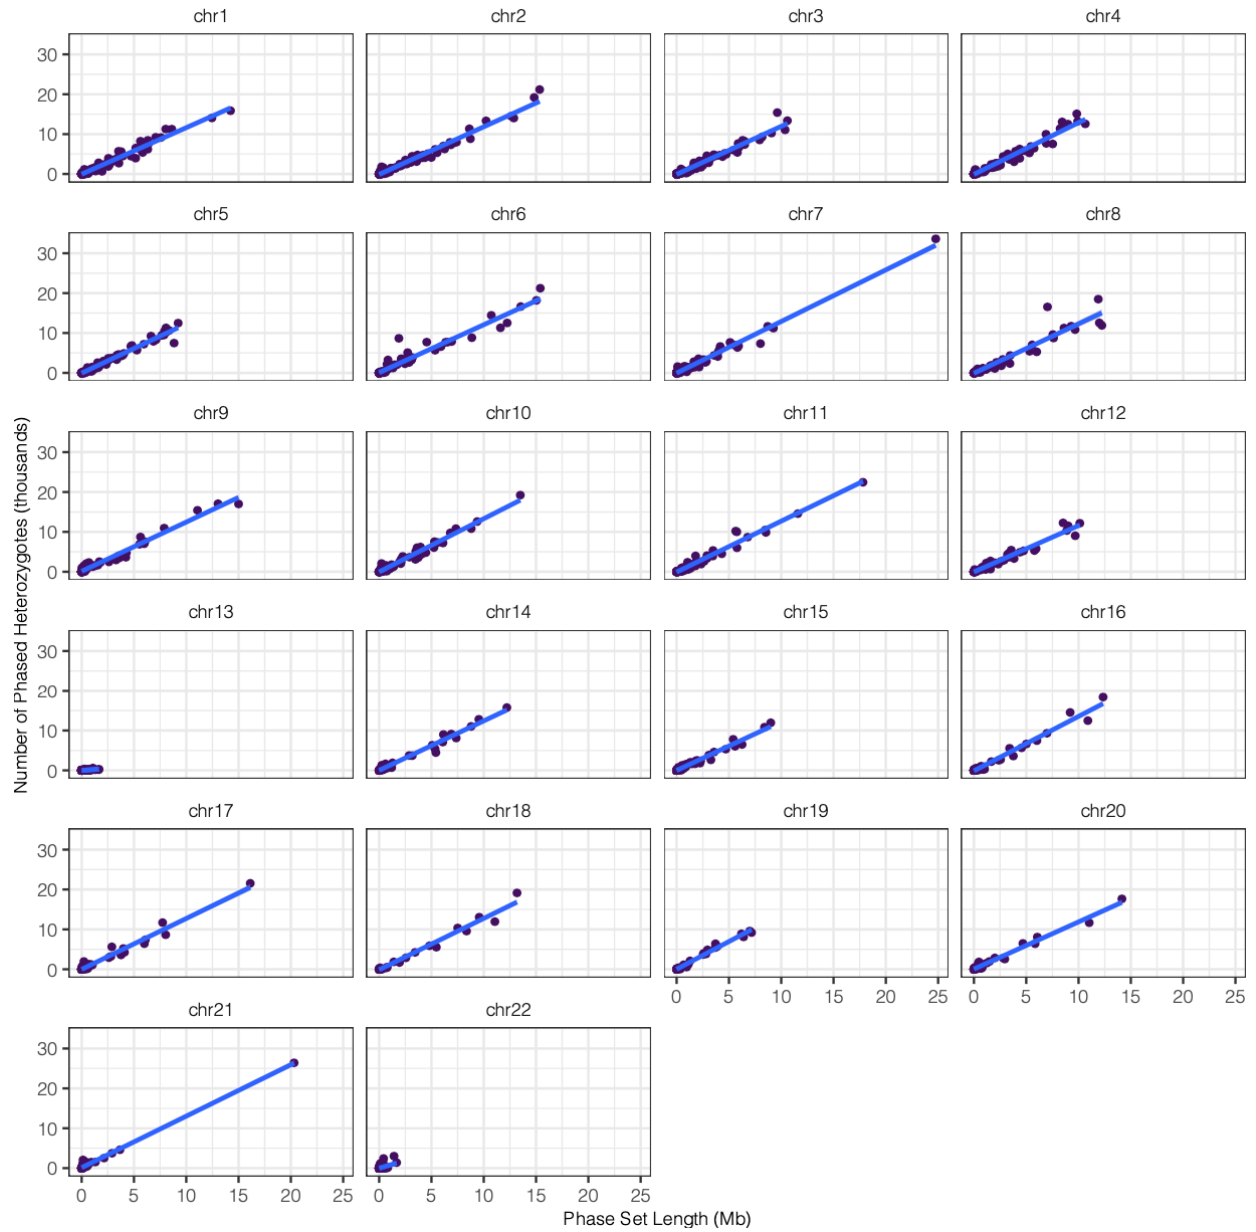 chr1 chr2 chr3 chr4
30
20
10
0
chr5 chr6 chr7 chr8
30
20
10
0
chr9 chr10 chr11 chr12
30
20
10
0
chr13 chr14 chr15 chr16
30
20
10
0
chr17 chr18 chr19 chr20
30
20
10
0
0 5 10 15 20 25 0 5 10 15 20 25
chr21 chr22
30
20
10
0
0 5 10 15 20 25 0 5 10 15 20 25
Phase Set Length (Mb)
Number of Phased Heterozygotes (thousands)